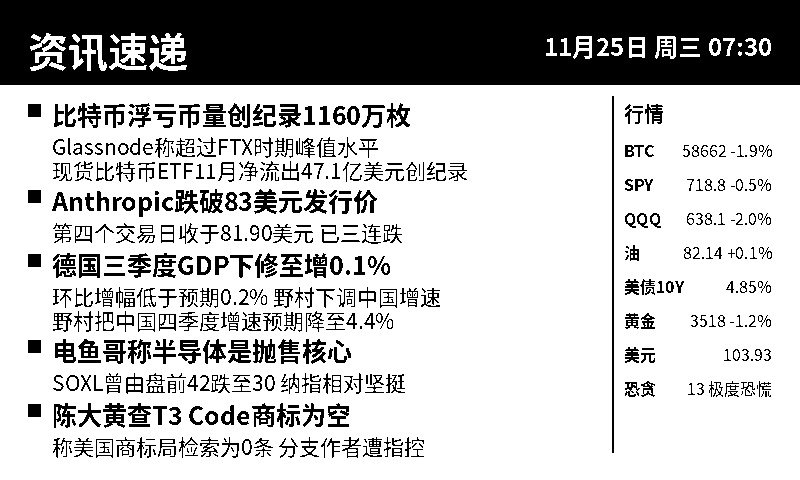 资讯速递
11月25日 周三 07:30
比特币浮亏币量创纪录1160万枚
Glassnode称超过FTX时期峰值水平
现货比特币ETF11月净流出47.1亿美元创纪录
Anthropic跌破83美元发行价
第四个交易日收于81.90美元 已三连跌
德国三季度GDP下修至增0.1%
环比增幅低于预期0.2% 野村下调中国增速
野村把中国四季度增速预期降至4.4%
电鱼哥称半导体是抛售核心
SOXL曾由盘前42跌至30 纳指相对坚挺
陈大黄查T3 Code商标为空
称美国商标局检索为0条 分支作者遭指控
行情
BTC 58662 -1.9%
SPY 718.8 -0.5%
QQQ 638.1 -2.0%
油 82.14 +0.1%
美债10Y 4.85%
黄金 3518 -1.2%
美元 103.93
恐贪 13 极度恐慌